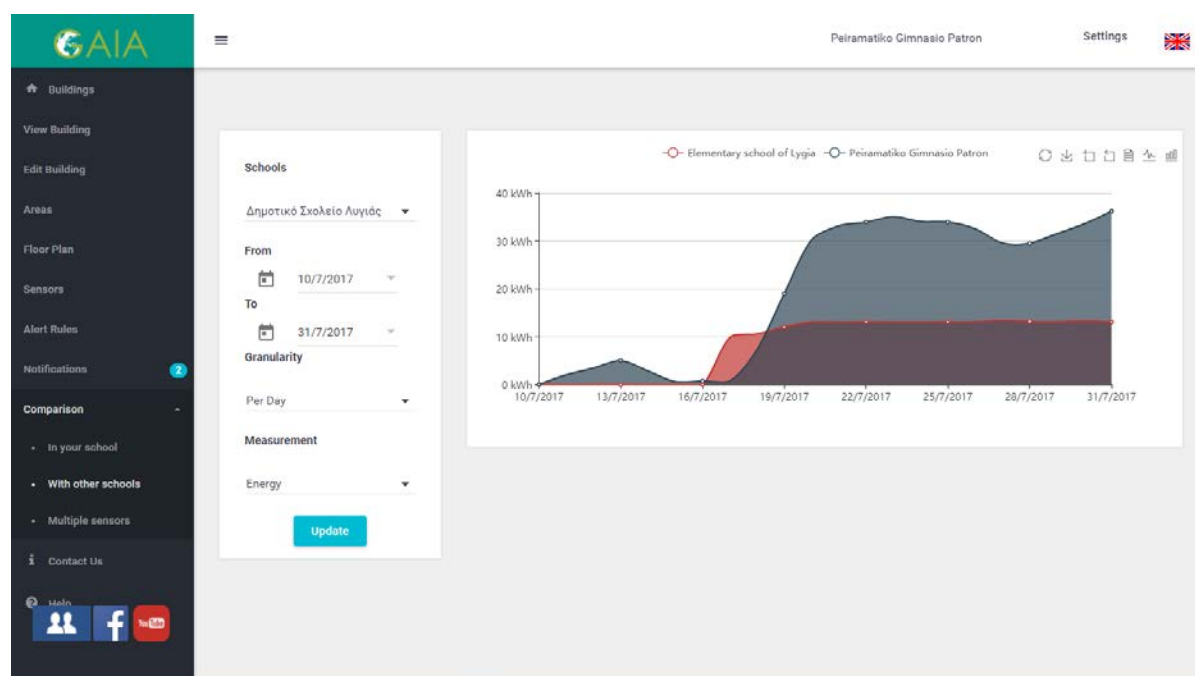 GAIA
Peiramatiko Gimnasio Patron
Settings
Buildings
View Building
Edit Building
Areas
Floor Plan
Sensors
Alert Rules
Notifications
2
Comparison
In your school
With other schools
Multiple sensors
Contact Us
Help
You Tube
Schools
Δημοτικό Σχολείο Λυγιάς
From
10/7/2017
To
31/7/2017
Granularity
Per Day
Measurement
Energy
Update
Elementary school of Lygia
Peiramatiko Gimnasio Patron
40 kWh
30 kWh
20 kWh
10 kWh
0 kWh
10/7/2017 13/7/2017 16/7/2017 19/7/2017 22/7/2017 25/7/2017 28/7/2017 31/7/2017